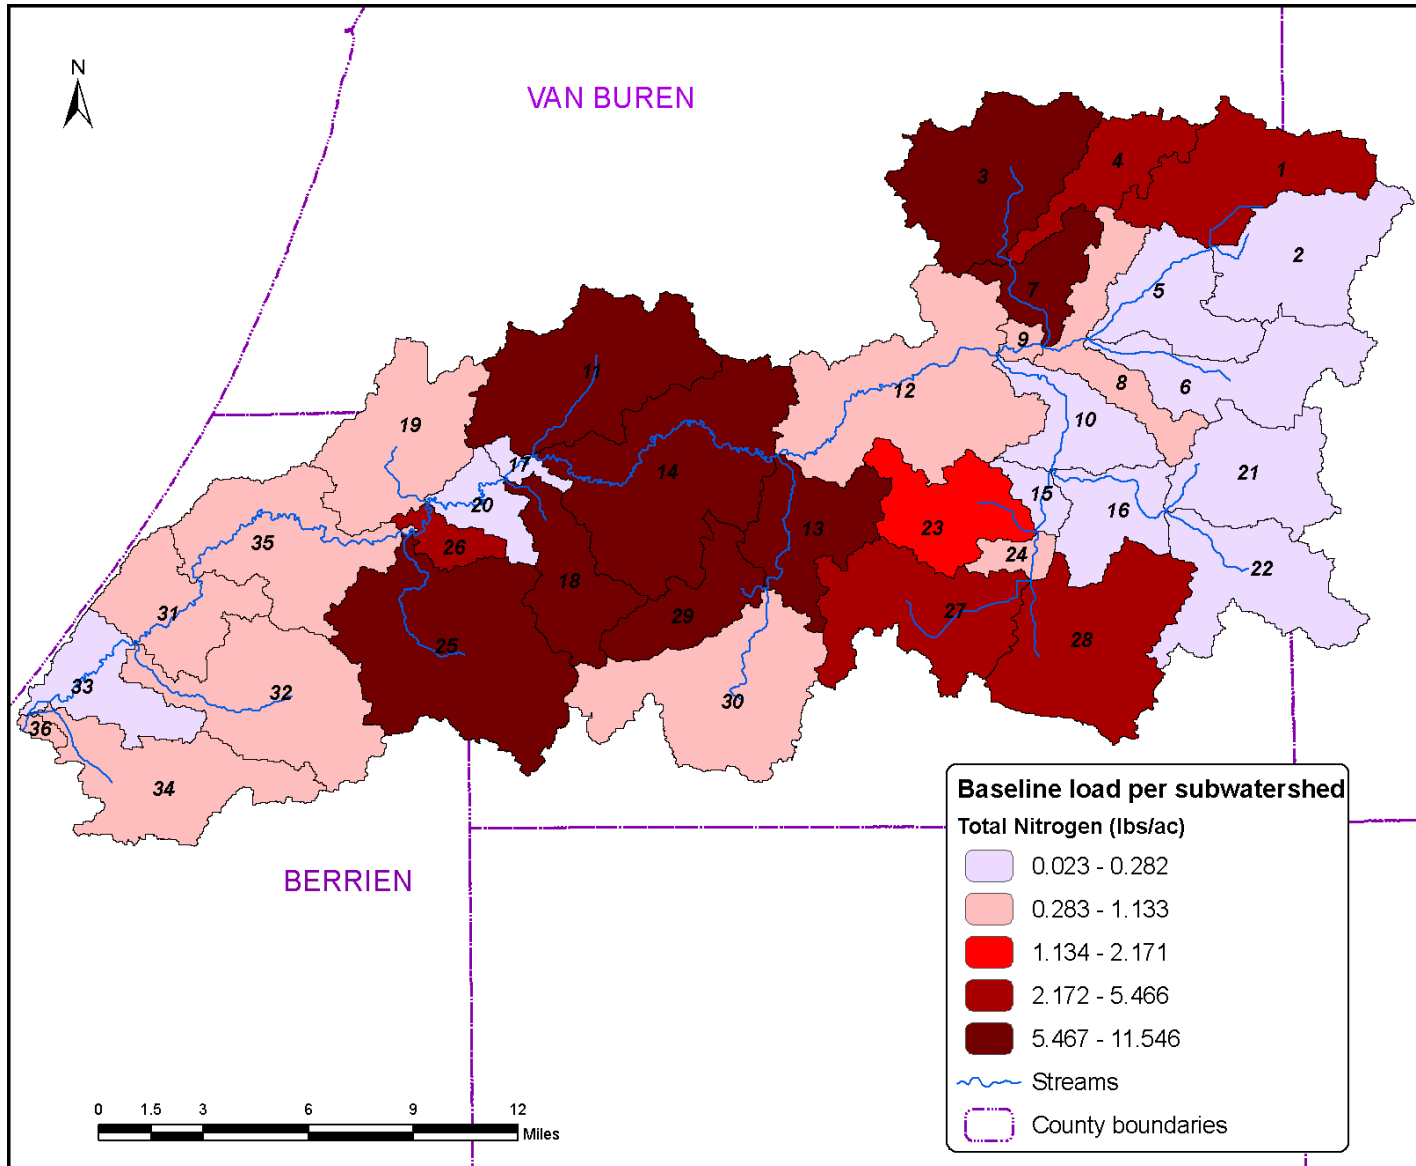 N
VAN BUREN
3
4
1
2
5
7
9
8
6
12
10
11
19
17
14
21
20
15
16
13
23
26
24
35
22
18
31
29
27
28
25
33
32
30
36
34
BERRIEN
Baseline load per subwatershed
Total Nitrogen (lbs/ac)
0.023 - 0.282
0.283 - 1.133
1.134 - 2.171
2.172 - 5.466
5.467 - 11.546
Streams
County boundaries
0 1.5 3 6 9 12
Miles